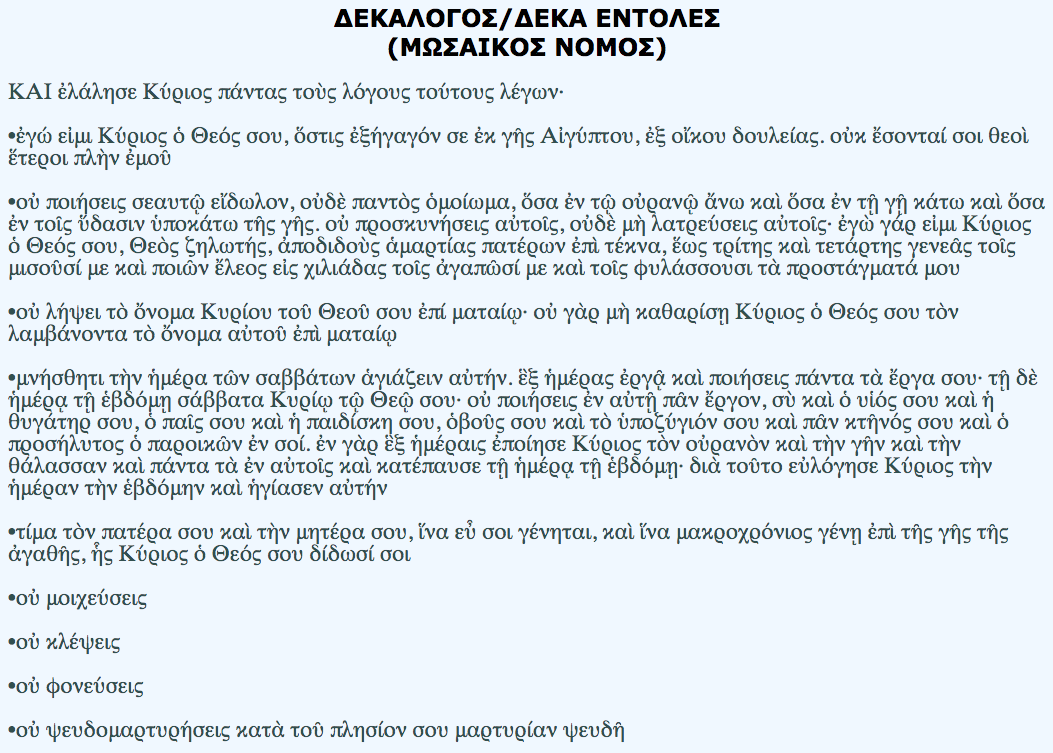 ΔΕΚΑΛΟΓΟΣ/ΔΕΚΑ ΕΝΤΟΛΕΣ
(ΜΩΣΑΙΚΟΣ ΝΟΜΟΣ)
ΚΑΙ ἐλάλησε Κύριος πάντας τοὺς λόγους τούτους λέγων·
•ἐγώ εἰμι Κύριος ὁ Θεός σου, ὅστις ἐξήγαγόν σε ἐκ γῆς Αἰγύπτου, ἐξ οἴκου δουλείας. οὐκ ἔσονταί σοι θεοὶ
ἕτεροι πλὴν ἐμοῦ
•οὐ ποιήσεις σεαυτῷ εἴδωλον, οὐδὲ παντὸς ὁμοίωμα, ὅσα ἐν τῷ οὐρανῷ ἄνω καὶ ὅσα ἐν τῇ γῇ κάτω καὶ ὅσα
ἐν τοῖς ὕδασιν ὑποκάτω τῆς γῆς. οὐ προσκυνήσεις αὐτοῖς, οὐδὲ μὴ λατρεύσεις αὐτοῖς· ἐγὼ γάρ εἰμι Κύριος
ὁ Θεός σου, Θεὸς ζηλωτής, ἀποδιδοὺς ἁμαρτίας πατέρων ἐπὶ τέκνα, ἕως τρίτης καὶ τετάρτης γενεᾶς τοῖς
μισοῦσί με καὶ ποιῶν ἔλεος εἰς χιλιάδας τοῖς ἀγαπῶσί με καὶ τοῖς φυλάσσουσι τὰ προστάγματά μου
•οὐ λήψει τὸ ὄνομα Κυρίου τοῦ Θεοῦ σου ἐπί ματαίῳ· οὐ γὰρ μὴ καθαρίσῃ Κύριος ὁ Θεός σου τὸν
λαμβάνοντα τὸ ὄνομα αὐτοῦ ἐπὶ ματαίῳ
•μνήσθητι τὴν ἡμέρα τῶν σαββάτων ἁγιάζειν αὐτήν. ἓξ ἡμέρας ἐργᾷ καὶ ποιήσεις πάντα τὰ ἔργα σου· τῇ δὲ
ἡμέρᾳ τῇ ἑβδόμῃ σάββατα Κυρίῳ τῷ Θεῷ σου· οὐ ποιήσεις ἐν αὐτῇ πᾶν ἔργον, σὺ καὶ ὁ υἱός σου καὶ ἡ
θυγάτηρ σου, ὁ παῖς σου καὶ ἡ παιδίσκη σου, ὁβοῦς σου καὶ τὸ ὑποζύγιόν σου καὶ πᾶν κτῆνός σου καὶ ὁ
προσήλυτος ὁ παροικῶν ἐν σοί. ἐν γὰρ ἓξ ἡμέραις ἐποίησε Κύριος τὸν οὐρανὸν καὶ τὴν γῆν καὶ τὴν
θάλασσαν καὶ πάντα τὰ ἐν αὐτοῖς καὶ κατέπαυσε τῇ ἡμέρᾳ τῇ ἑβδόμῃ· διὰ τοῦτο εὐλόγησε Κύριος τὴν
ἡμέραν τὴν ἑβδόμην καὶ ἡγίασεν αὐτήν
•τίμα τὸν πατέρα σου καὶ τὴν μητέρα σου, ἵνα εὖ σοι γένηται, καὶ ἵνα μακροχρόνιος γένῃ ἐπὶ τῆς γῆς τῆς
ἀγαθῆς, ἧς Κύριος ὁ Θεός σου δίδωσί σοι
•οὐ μοιχεύσεις
•οὐ κλέψεις
•οὐ φονεύσεις
•οὐ ψευδομαρτυρήσεις κατὰ τοῦ πλησίον σου μαρτυρίαν ψευδῆ